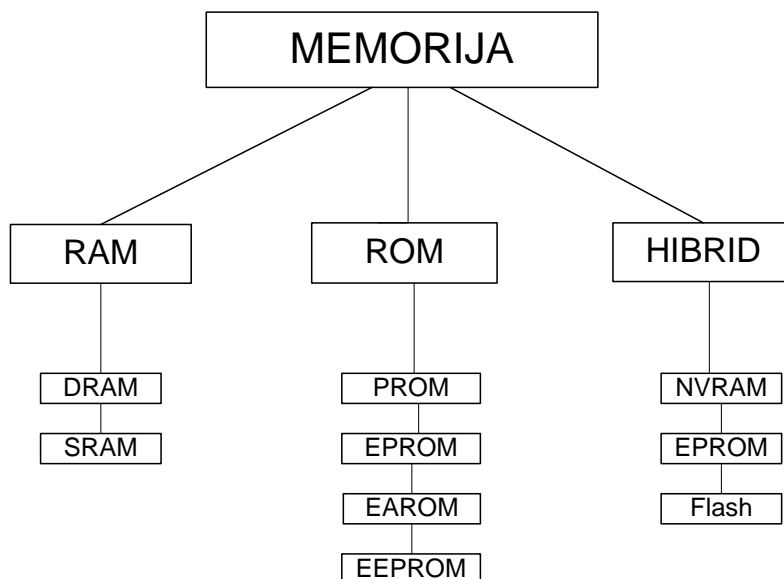 MEMORIJA
RAM
ROM
HIBRID
DRAM
SRAM
PROM
EPROM
EAROM
EEPROM
NVRAM
EPROM
Flash